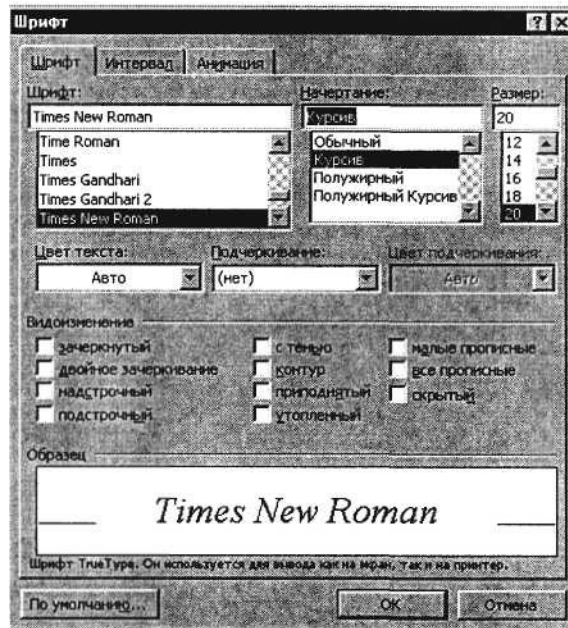 Шрифт
Шрифт Интервал Анимация
Шрифт: Начертание: Размер:
Times New Roman Курсив 20
Time Roman Обычный 12
Times Курсив 14
Times Gandhari Полужирный 16
Times Gandhari 2 Полужирный Курсив 18
Times New Roman 20
Цвет текста: Подчеркивание: Цвет подчеркивания:
Авто (нет) Авто
Видоизменение
зачеркнутый с тенью малые прописные
двойное зачеркивание контур все прописные
надстрочный приподнятый скрытый
подстрочный утопленный
Образец
Times New Roman
Шрифт TrueType. Он используется для вывода как на экран, так и на принтер.
По умолчанию... ОК Отмена